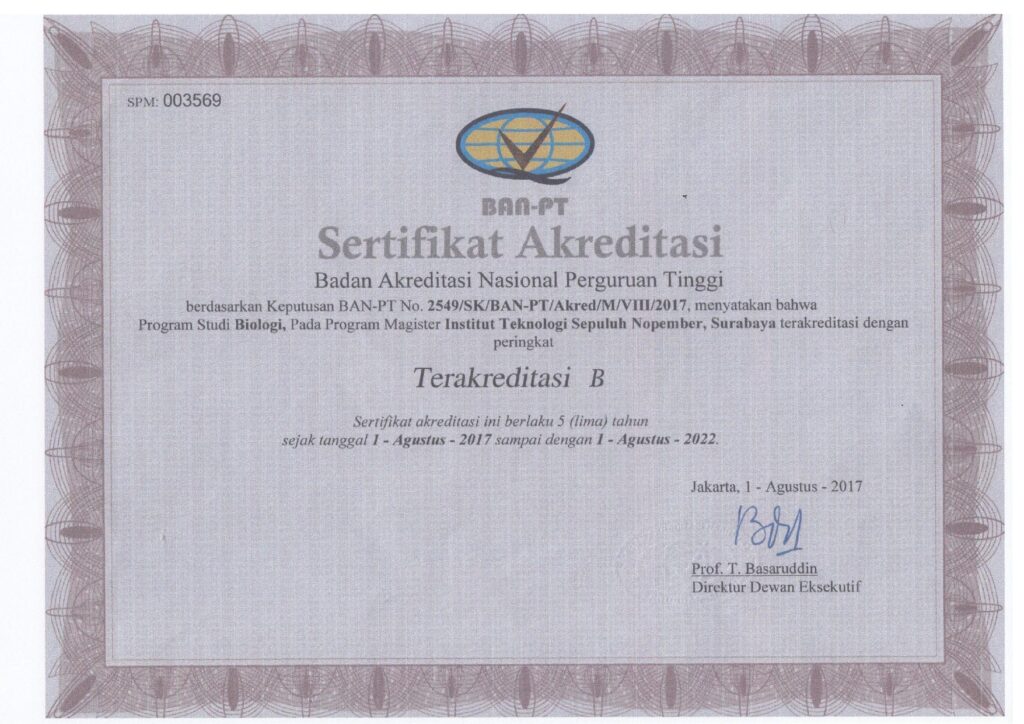 SPM: 003569
BAN-PT
Sertifikat Akreditasi
Badan Akreditasi Nasional Perguruan Tinggi
berdasarkan Keputusan BAN-PT No. 2549/SK/BAN-PT/Akred/M/VIII/2017, menyatakan bahwa
Program Studi Biologi, Pada Program Magister Institut Teknologi Sepuluh Nopember, Surabaya terakreditasi dengan
peringkat
Terakreditasi B
Sertifikat akreditasi ini berlaku 5 (lima) tahun
sejak tanggal 1 - Agustus - 2017 sampai dengan 1 - Agustus - 2022.
Jakarta, 1 - Agustus - 2017
Prof. T. Basaruddin
Direktur Dewan Eksekutif